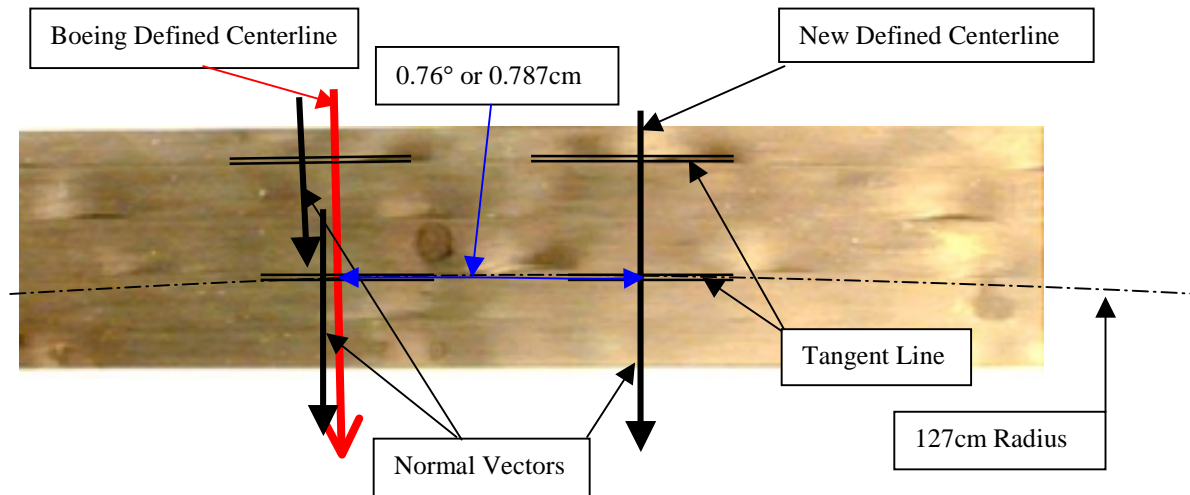 Boeing Defined Centerline
New Defined Centerline
0.76° or 0.787cm
Tangent Line
127cm Radius
Normal Vectors